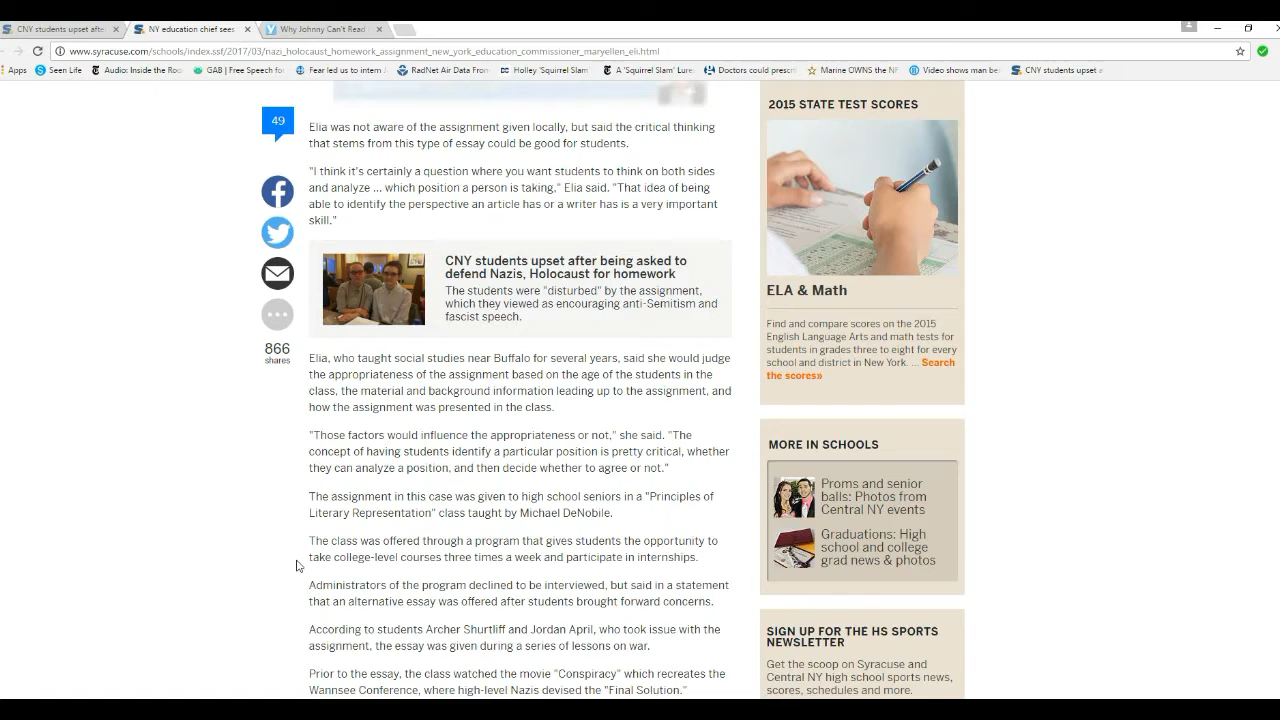 CNY students upset afte
NY education chief sees
Why Johnny Can't Read
www.syracuse.com/schools/index.ssf/2017/03/nazi_holocaust_homework_assignment_new_york_education_commissioner_maryellen_eli.html
Apps
Seen Life
Audio: Inside the Roo
GAB | Free Speech fo
Fear led us to intern J
RadNet Air Data From
Holley 'Squirrel Slam'
A 'Squirrel Slam' Lure
Doctors could prescr
Marine OWNS the NF
Video shows man be
CNY students upset a
49
866
shares
Elia was not aware of the assignment given locally, but said the critical thinking
that stems from this type of essay could be good for students.
"I think it's certainly a question where you want students to think on both sides
and analyze ... which position a person is taking," Elia said. "That idea of being
able to identify the perspective an article has or a writer has is a very important
skill."
CNY students upset after being asked to
defend Nazis, Holocaust for homework
The students were "disturbed" by the assignment,
which they viewed as encouraging anti-Semitism and
fascist speech.
Elia, who taught social studies near Buffalo for several years, said she would judge
the appropriateness of the assignment based on the age of the students in the
class, the material and background information leading up to the assignment, and
how the assignment was presented in the class.
"Those factors would influence the appropriateness or not," she said. "The
concept of having students identify a particular position is pretty critical, whether
they can analyze a position, and then decide whether to agree or not."
The assignment in this case was given to high school seniors in a "Principles of
Literary Representation" class taught by Michael DeNobile.
The class was offered through a program that gives students the opportunity to
take college-level courses three times a week and participate in internships.
Administrators of the program declined to be interviewed, but said in a statement
that an alternative essay was offered after students brought forward concerns.
According to students Archer Shurtliff and Jordan April, who took issue with the
assignment, the essay was given during a series of lessons on war.
Prior to the essay, the class watched the movie "Conspiracy" which recreates the
Wannsee Conference, where high-level Nazis devised the "Final Solution."
2015 STATE TEST SCORES
ELA & Math
Find and compare scores on the 2015
English Language Arts and math tests for
students in grades three to eight for every
school and district in New York. ... Search
the scores»
MORE IN SCHOOLS
Proms and senior
balls: Photos from
Central NY events
Graduations: High
school and college
grad news & photos
SIGN UP FOR THE HS SPORTS
NEWSLETTER
Get the scoop on Syracuse and
Central NY high school sports news,
scores, schedules and more.